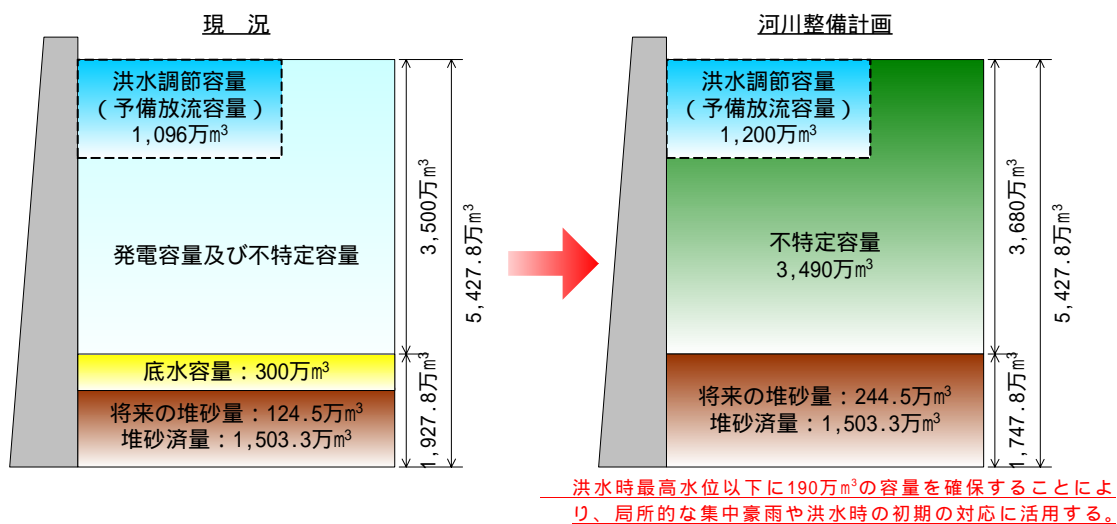 現　況
洪水調節容量
(予備放流容量)
1,096万m³
発電容量及び不特定容量
底水容量：300万m³
将来の堆砂量：124.5万m³
堆砂済量：1,503.3万m³
3,500万m³
1,927.8万m³
5,427.8万m³
河川整備計画
洪水調節容量
(予備放流容量)
1,200万m³
不特定容量
3,490万m³
将来の堆砂量：244.5万m³
堆砂済量：1,503.3万m³
3,680万m³
1,747.8万m³
5,427.8万m³
洪水時最高水位以下に190万m³の容量を確保することによ
り、局所的な集中豪雨や洪水時の初期の対応に活用する。